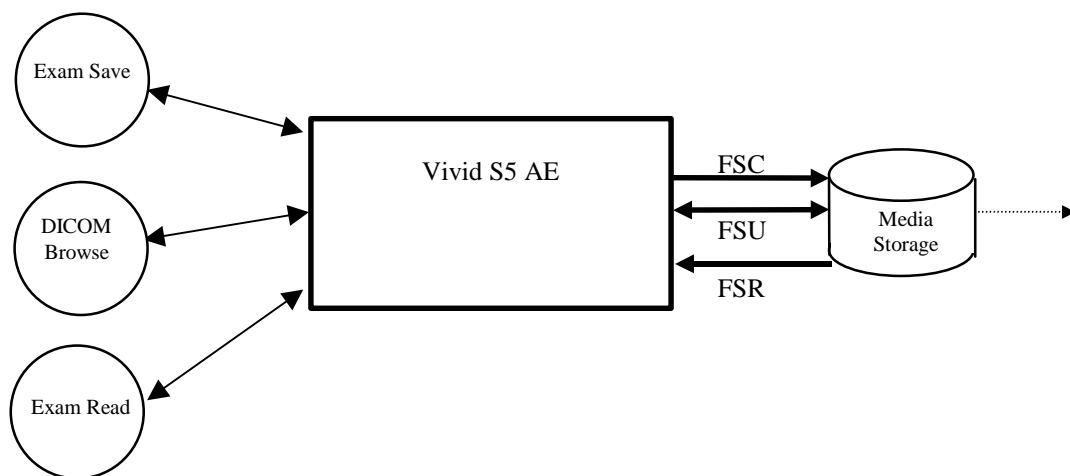 Exam Save
DICOM
Browse
Exam Read
Vivid S5 AE
FSC
FSU
FSR
Media
Storage